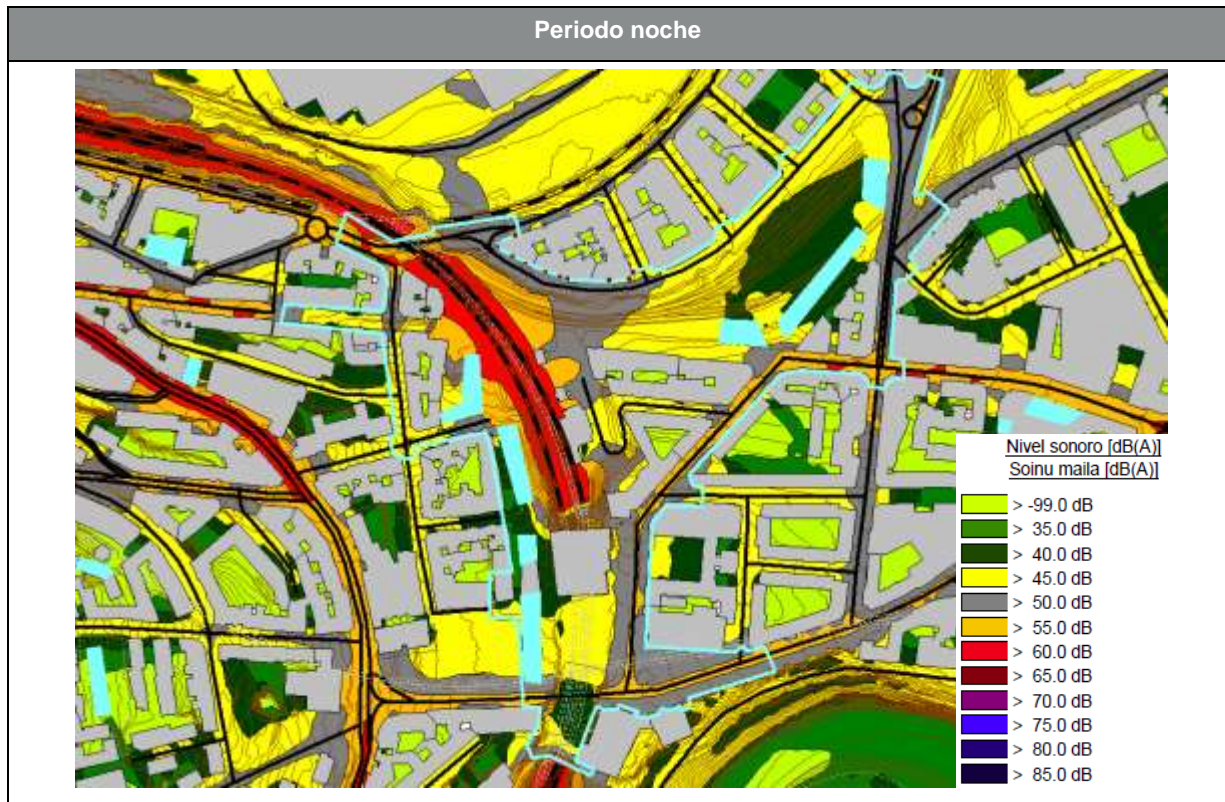 Periodo noche
Nivel sonoro [dB(A)]
Soinu maila [dB(A)]
> -99.0 dB
> 35.0 dB
> 40.0 dB
> 45.0 dB
> 50.0 dB
> 55.0 dB
> 60.0 dB
> 65.0 dB
> 70.0 dB
> 75.0 dB
> 80.0 dB
> 85.0 dB